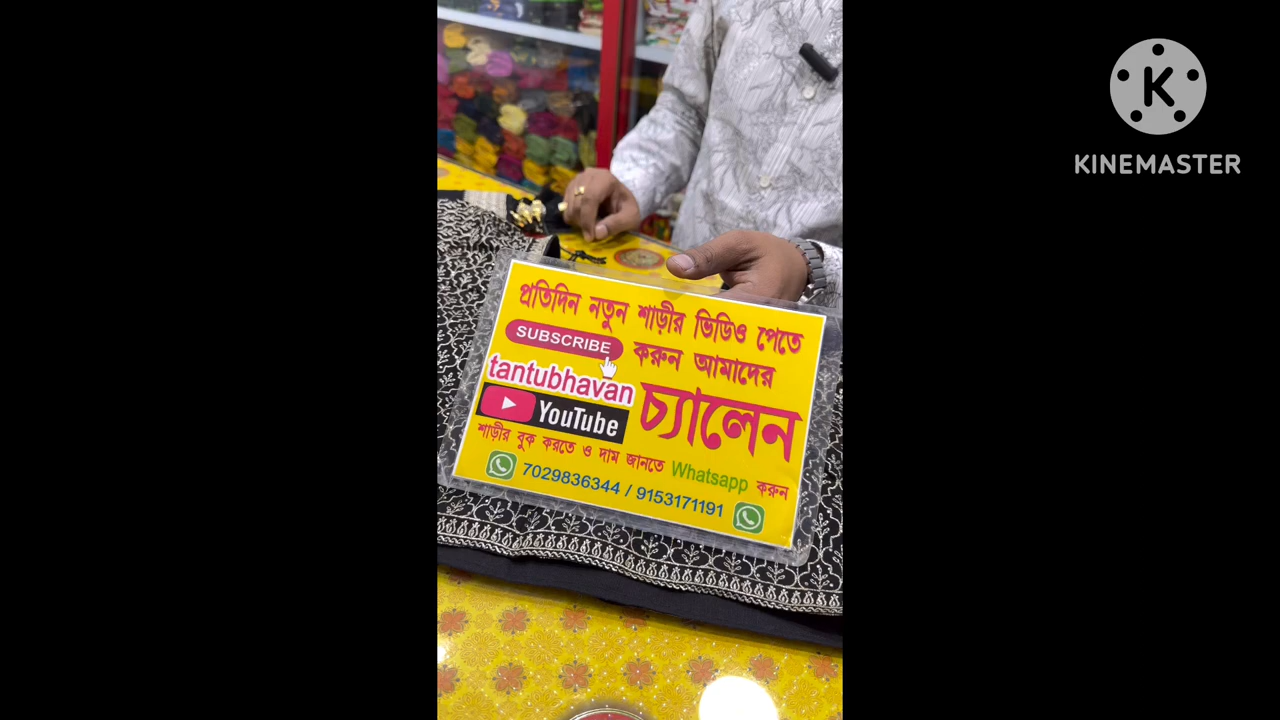 প্রতিদিন নতুন শাড়ীর ভিডিও পেতে
SUBSCRIBE করুন আমাদের
tantubhavan
YouTube চ্যালেন
শাড়ীর বুক করতে ও দাম জানতে Whatsapp করুন
7029836344 / 9153171191
K
KINEMASTER